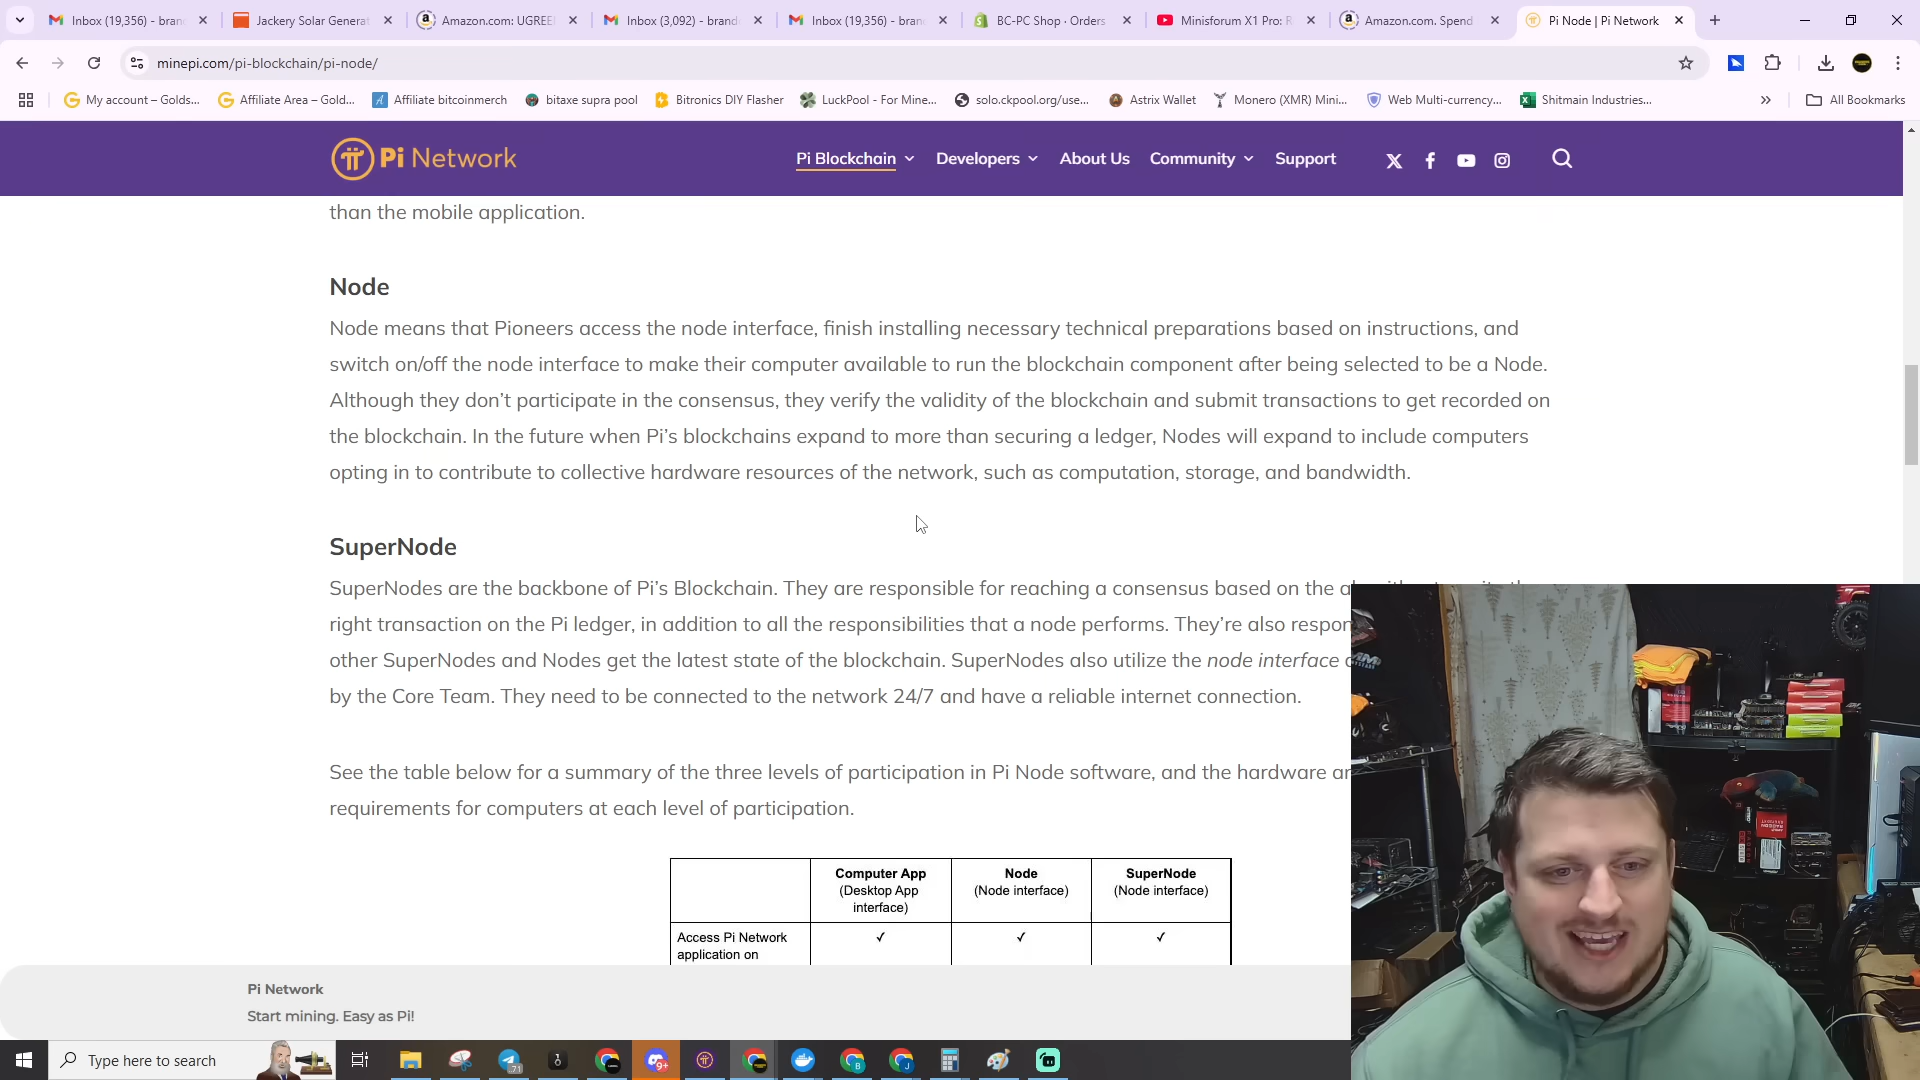 Inbox (19,356) - bran
Jackery Solar Generat
Amazon.com: UGREE
Inbox (3,092) - brand
Inbox (19,356) - bran
BC-PC Shop · Orders
Minisforum X1 Pro: R
Amazon.com. Spend
Pi Node | Pi Network
minepi.com/pi-blockchain/pi-node/
My account – Golds...
Affiliate Area – Gold...
Affiliate bitcoinmerch
bitaxe supra pool
Bitronics DIY Flasher
LuckPool - For Mine...
solo.ckpool.org/use...
Astrix Wallet
Monero (XMR) Mini...
Web Multi-currency...
Shitmain Industries...
All Bookmarks
Pi Network
Pi Blockchain
Developers
About Us
Community
Support
than the mobile application.
Node
Node means that Pioneers access the node interface, finish installing necessary technical preparations based on instructions, and
switch on/off the node interface to make their computer available to run the blockchain component after being selected to be a Node.
Although they don’t participate in the consensus, they verify the validity of the blockchain and submit transactions to get recorded on
the blockchain. In the future when Pi’s blockchains expand to more than securing a ledger, Nodes will expand to include computers
opting in to contribute to collective hardware resources of the network, such as computation, storage, and bandwidth.
SuperNode
SuperNodes are the backbone of Pi’s Blockchain. They are responsible for reaching a consensus based on the
right transaction on the Pi ledger, in addition to all the responsibilities that a node performs. They’re also respon
other SuperNodes and Nodes get the latest state of the blockchain. SuperNodes also utilize the node interface
by the Core Team. They need to be connected to the network 24/7 and have a reliable internet connection.
See the table below for a summary of the three levels of participation in Pi Node software, and the hardware
requirements for computers at each level of participation.
Computer App
(Desktop App
interface)
Node
(Node interface)
SuperNode
(Node interface)
Access Pi Network
application on
Pi Network
Start mining. Easy as Pi!
Type here to search